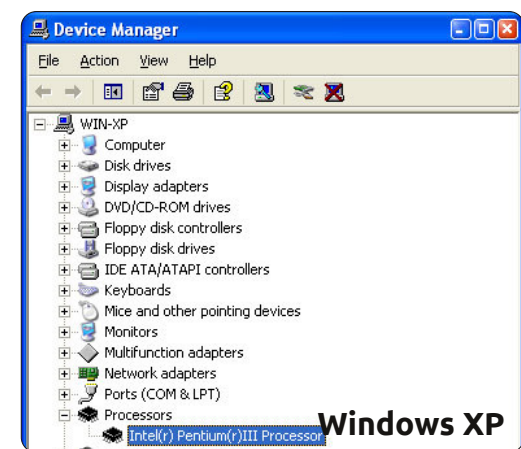 Device Manager
File Action View Help
WIN-XP
Computer
Disk drives
Display adapters
DVD/CD-ROM drives
Floppy disk controllers
Floppy disk drives
IDE ATA/ATAPI controllers
Keyboards
Mice and other pointing devices
Monitors
Multifunction adapters
Network adapters
Ports (COM & LPT)
Processors
Intel(r) Pentium(r)III Processor
Windows XP